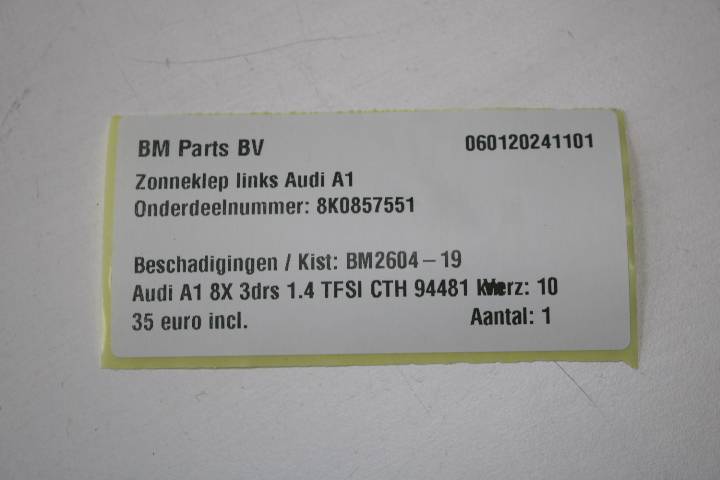 BM Parts BV 060120241101
Zonneklep links Audi A1
Onderdeelnummer: 8K0857551
Beschadigingen / Kist: BM2604-19
Audi A1 8X 3drs 1.4 TFSI CTH 94481 Verz: 10
35 euro incl. Aantal: 1